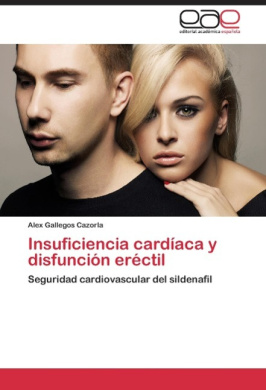 eae
editorial académica española
Alex Gallegos Cazorla
Insuficiencia cardíaca y
disfunción eréctil
Seguridad cardiovascular del sildenafil